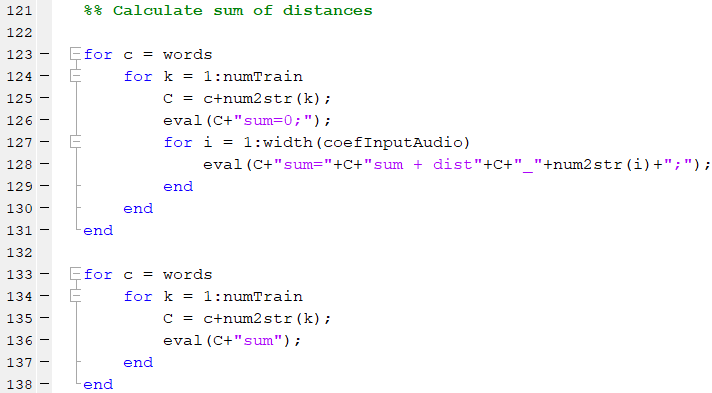 121 %% Calculate sum of distances
122
123 – for c = words
124 – for k = 1:numTrain
125 – C = c+num2str(k);
126 – eval(C+"sum=0;");
127 – for i = 1:width(coefInputAudio)
128 – eval(C+"sum="+C+"sum + dist"+C+"_"+num2str(i)+";");
129 – end
130 – end
131 – end
132
133 – for c = words
134 – for k = 1:numTrain
135 – C = c+num2str(k);
136 – eval(C+"sum");
137 – end
138 – end